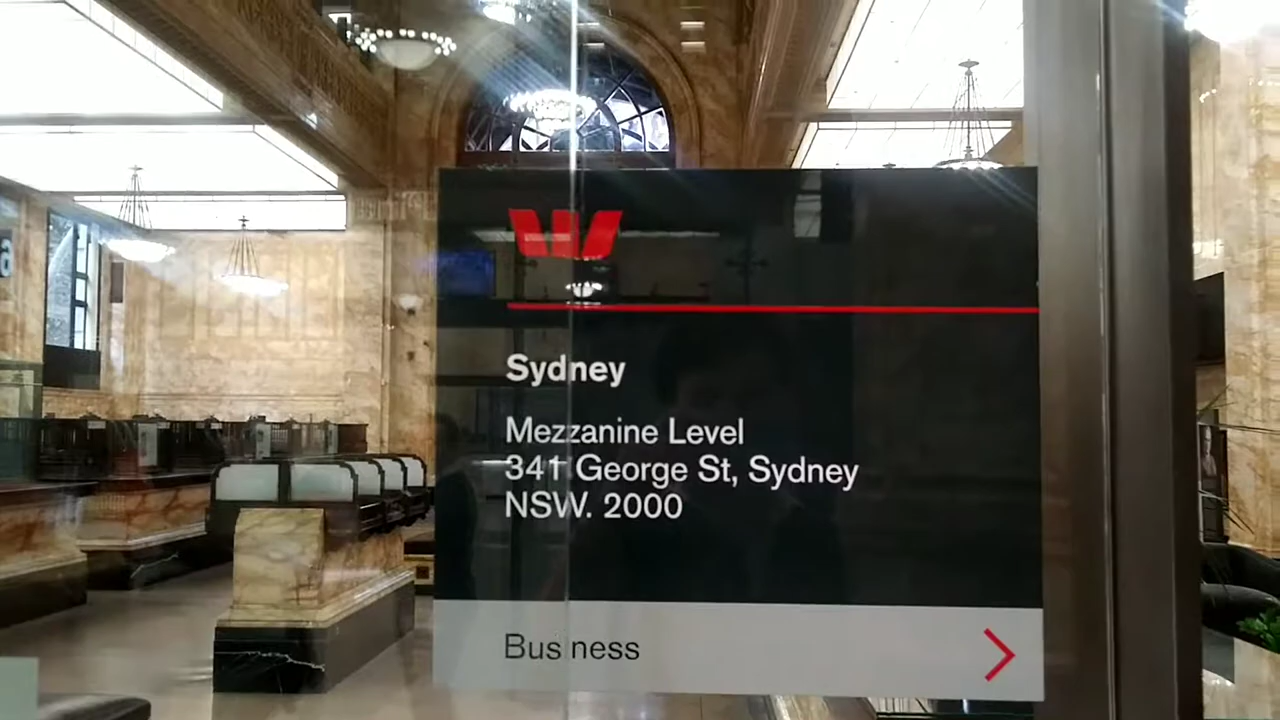 Sydney
Mezzanine Level
341 George St, Sydney
NSW. 2000
Business